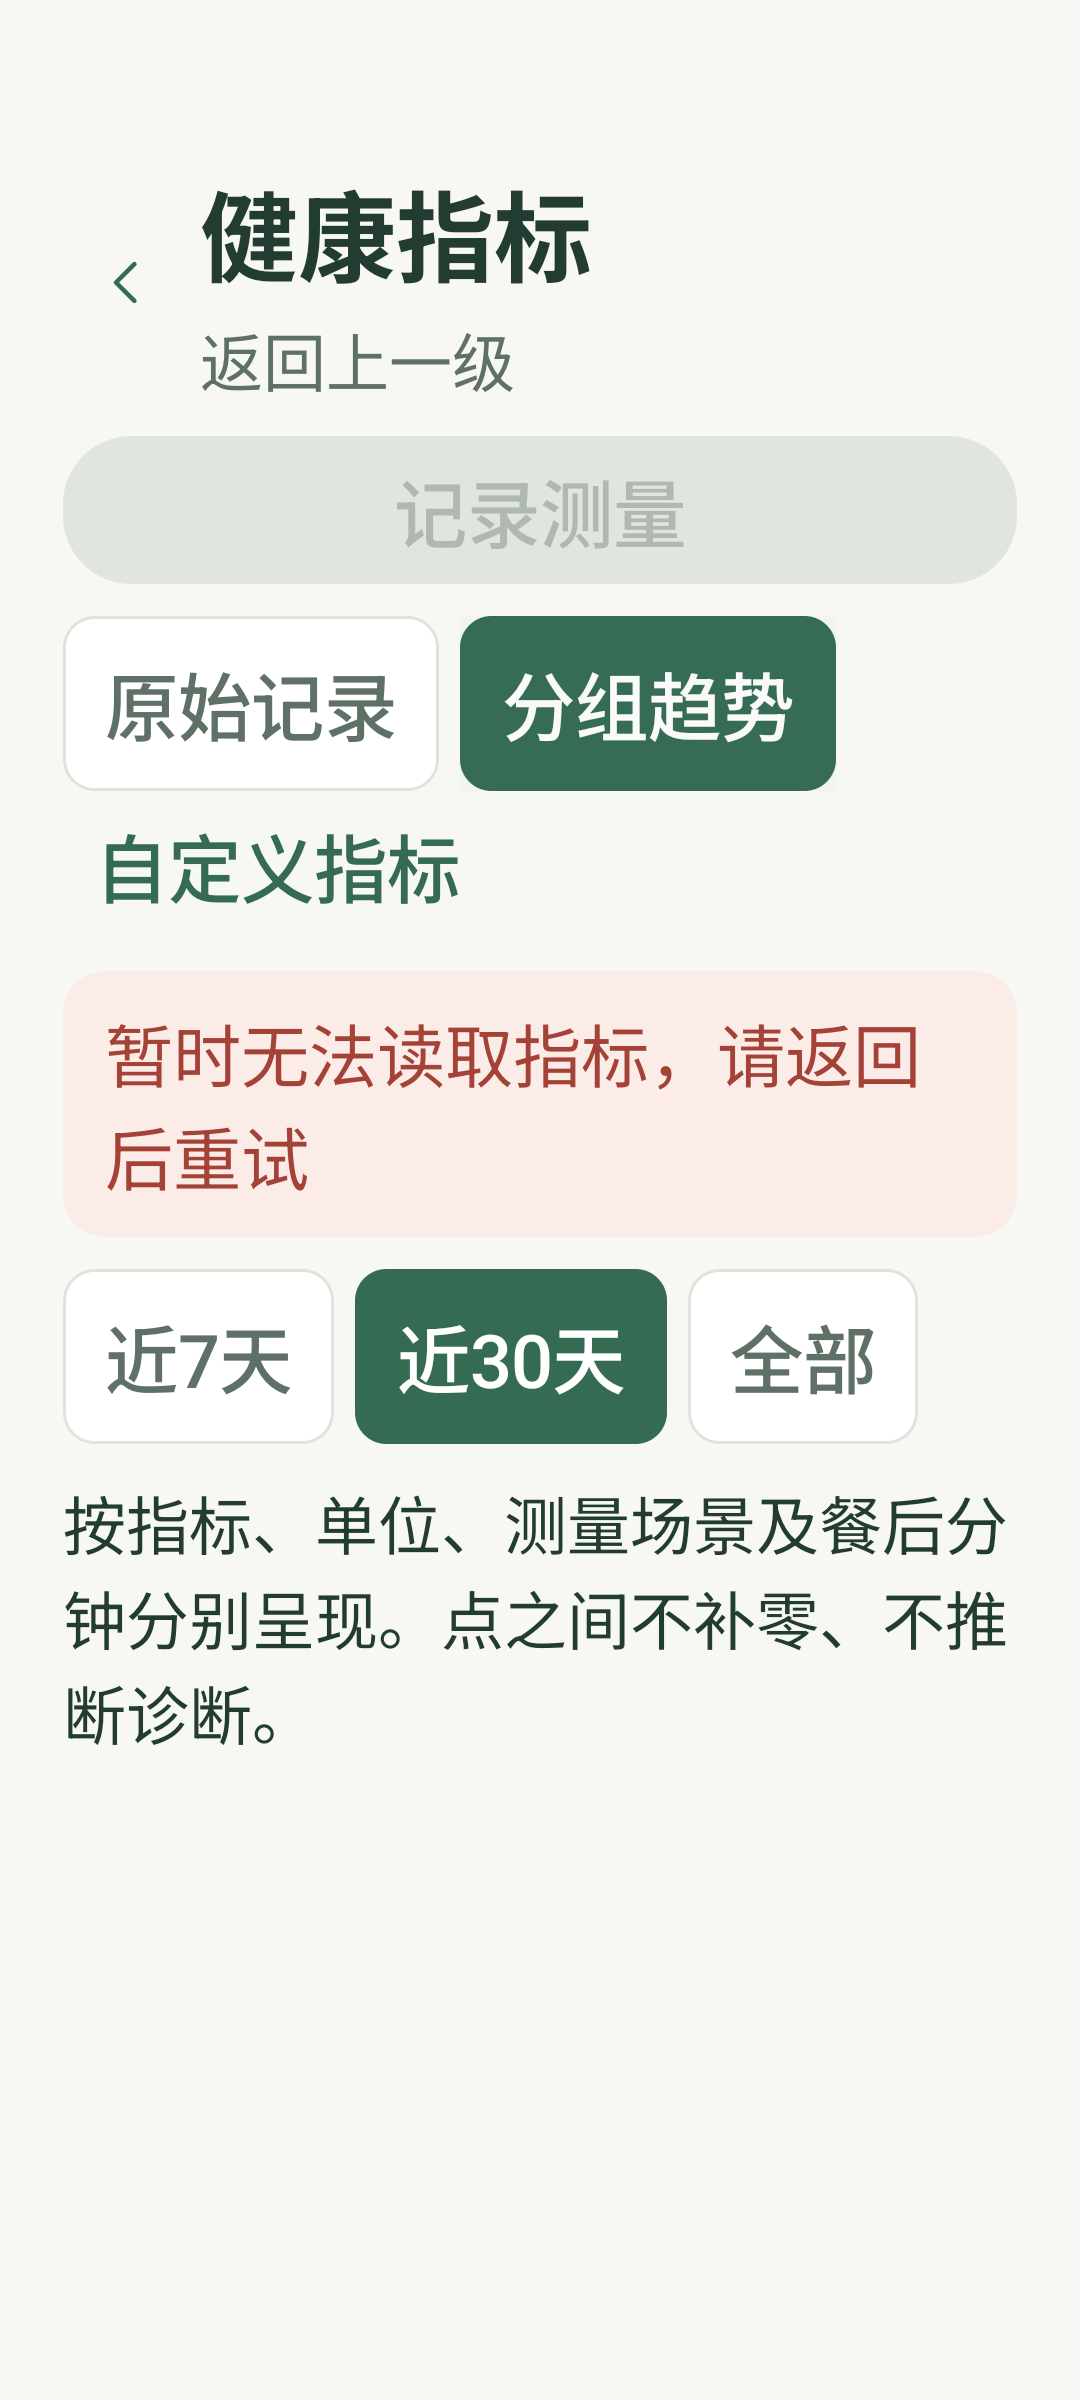 健康指标
返回上一级
记录测量
原始记录 分组趋势
自定义指标
暂时无法读取指标，请返回
后重试
近7天 近30天 全部
按指标、单位、测量场景及餐后分
钟分别呈现。点之间不补零、不推
断诊断。